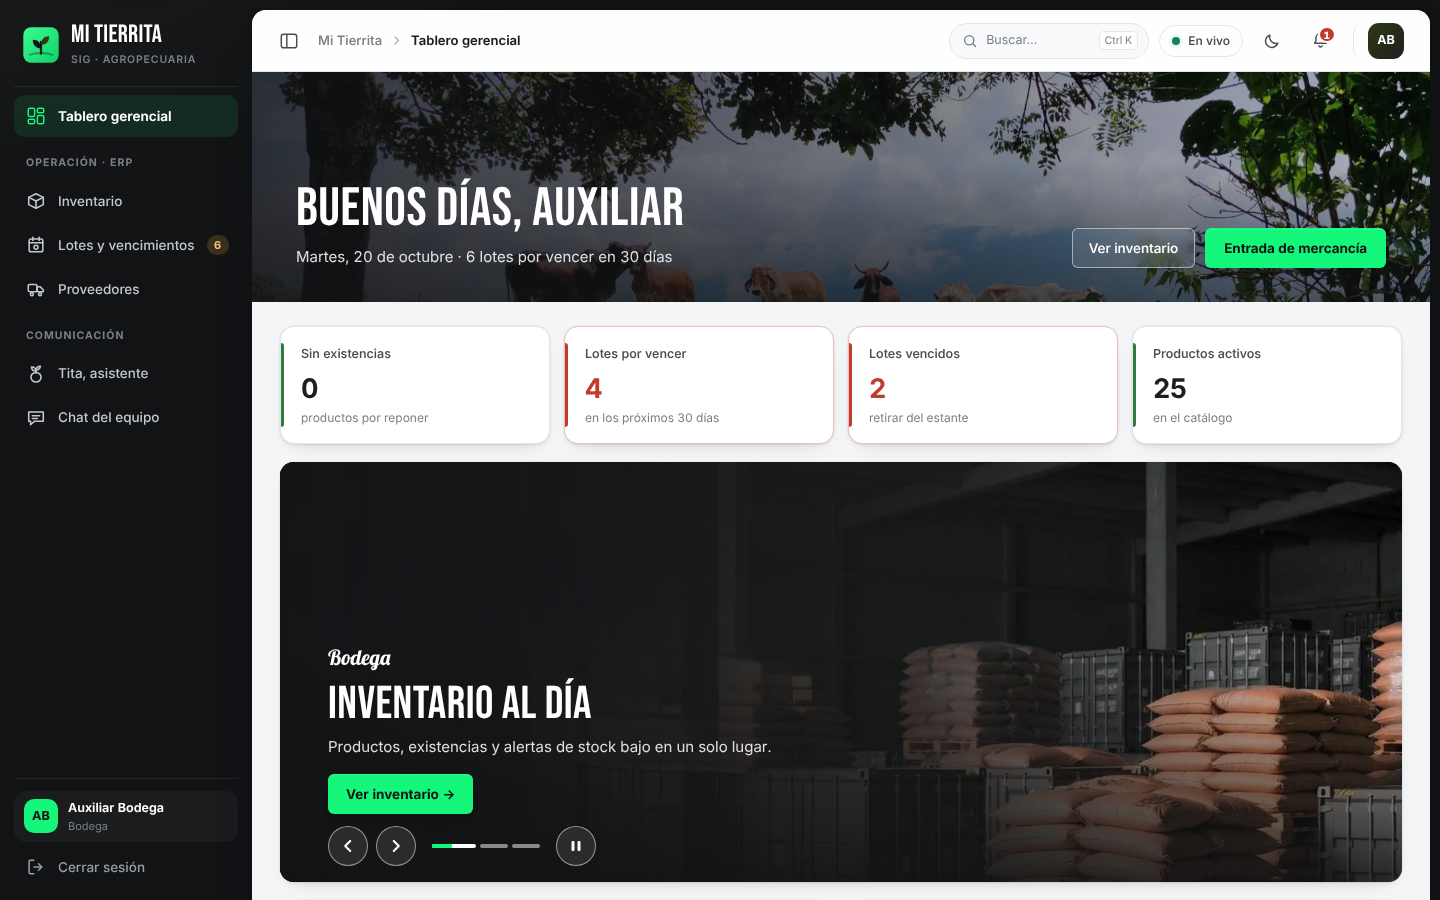 MI TIERRITA
SIG · AGROPECUARIA
Tablero gerencial
OPERACIÓN · ERP
Inventario
Lotes y vencimientos 6
Proveedores
COMUNICACIÓN
Tita, asistente
Chat del equipo
AB
Auxiliar Bodega
Bodega
Cerrar sesión
Mi Tierrita
Tablero gerencial
Buscar...
Ctrl K
En vivo
1
AB
BUENOS DÍAS, AUXILIAR
Martes, 20 de octubre · 6 lotes por vencer en 30 días
Ver inventario
Entrada de mercancía
Sin existencias
0
productos por reponer
Lotes por vencer
4
en los próximos 30 días
Lotes vencidos
2
retirar del estante
Productos activos
25
en el catálogo
Bodega
INVENTARIO AL DÍA
Productos, existencias y alertas de stock bajo en un solo lugar.
Ver inventario →